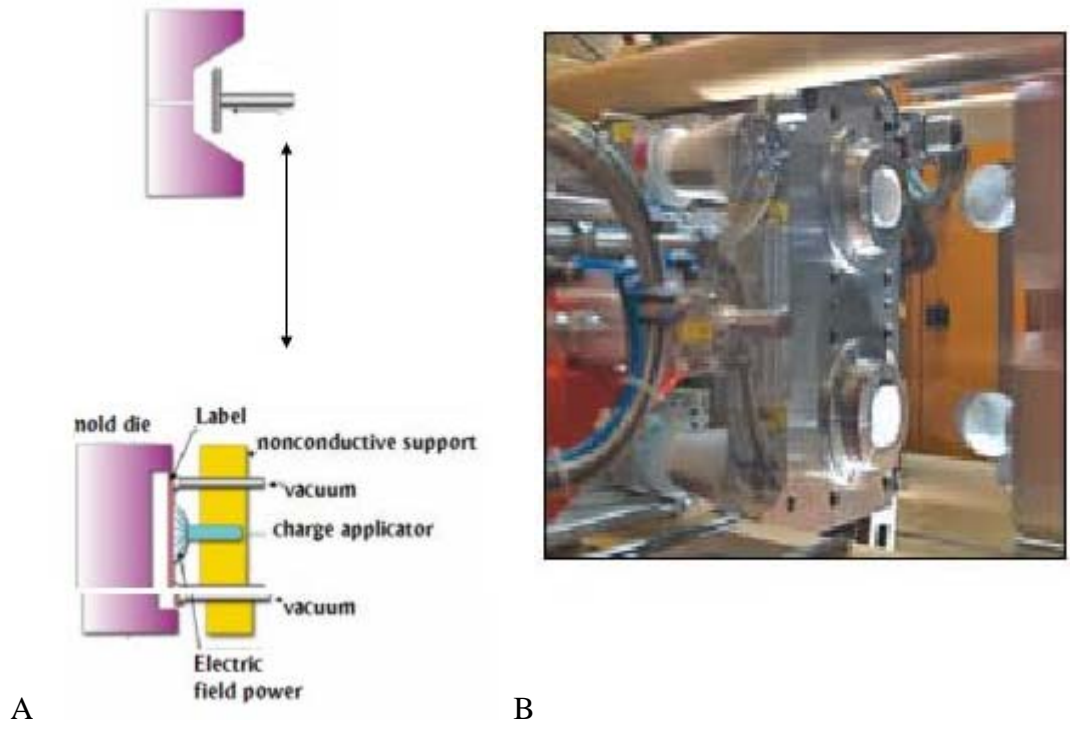 Label
nold die
nonconductive support
vacuum
charge applicator
vacuum
Electric
field power
A
B